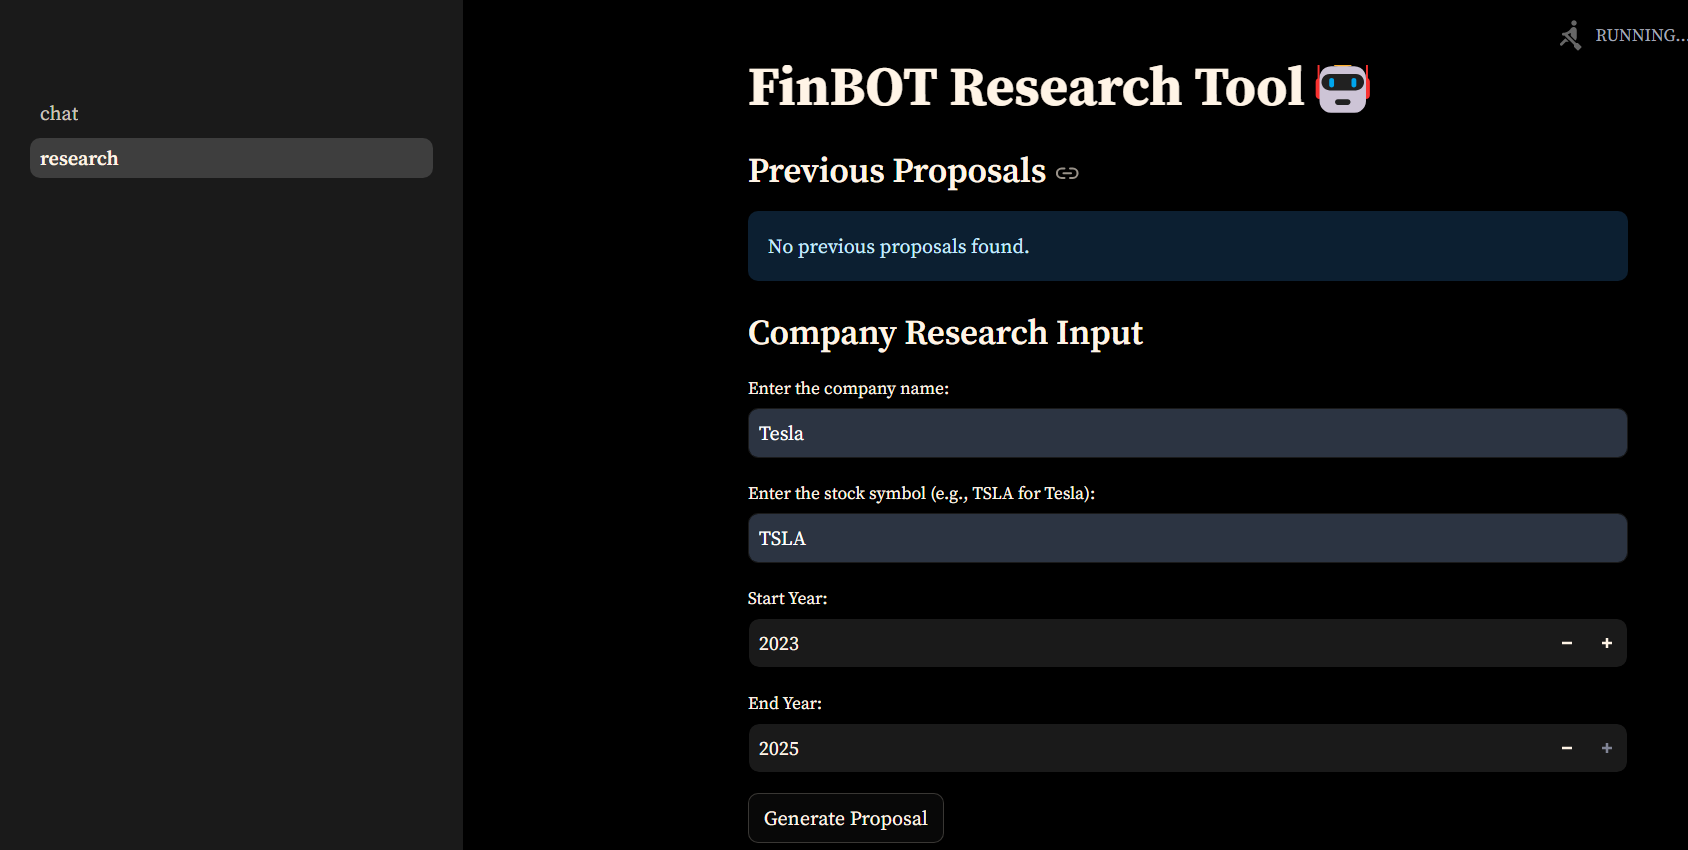 RUNNING...
chat
research
FinBOT Research Tool
Previous Proposals
No previous proposals found.
Company Research Input
Enter the company name:
Tesla
Enter the stock symbol (e.g., TSLA for Tesla):
TSLA
Start Year:
2023
End Year:
2025
Generate Proposal